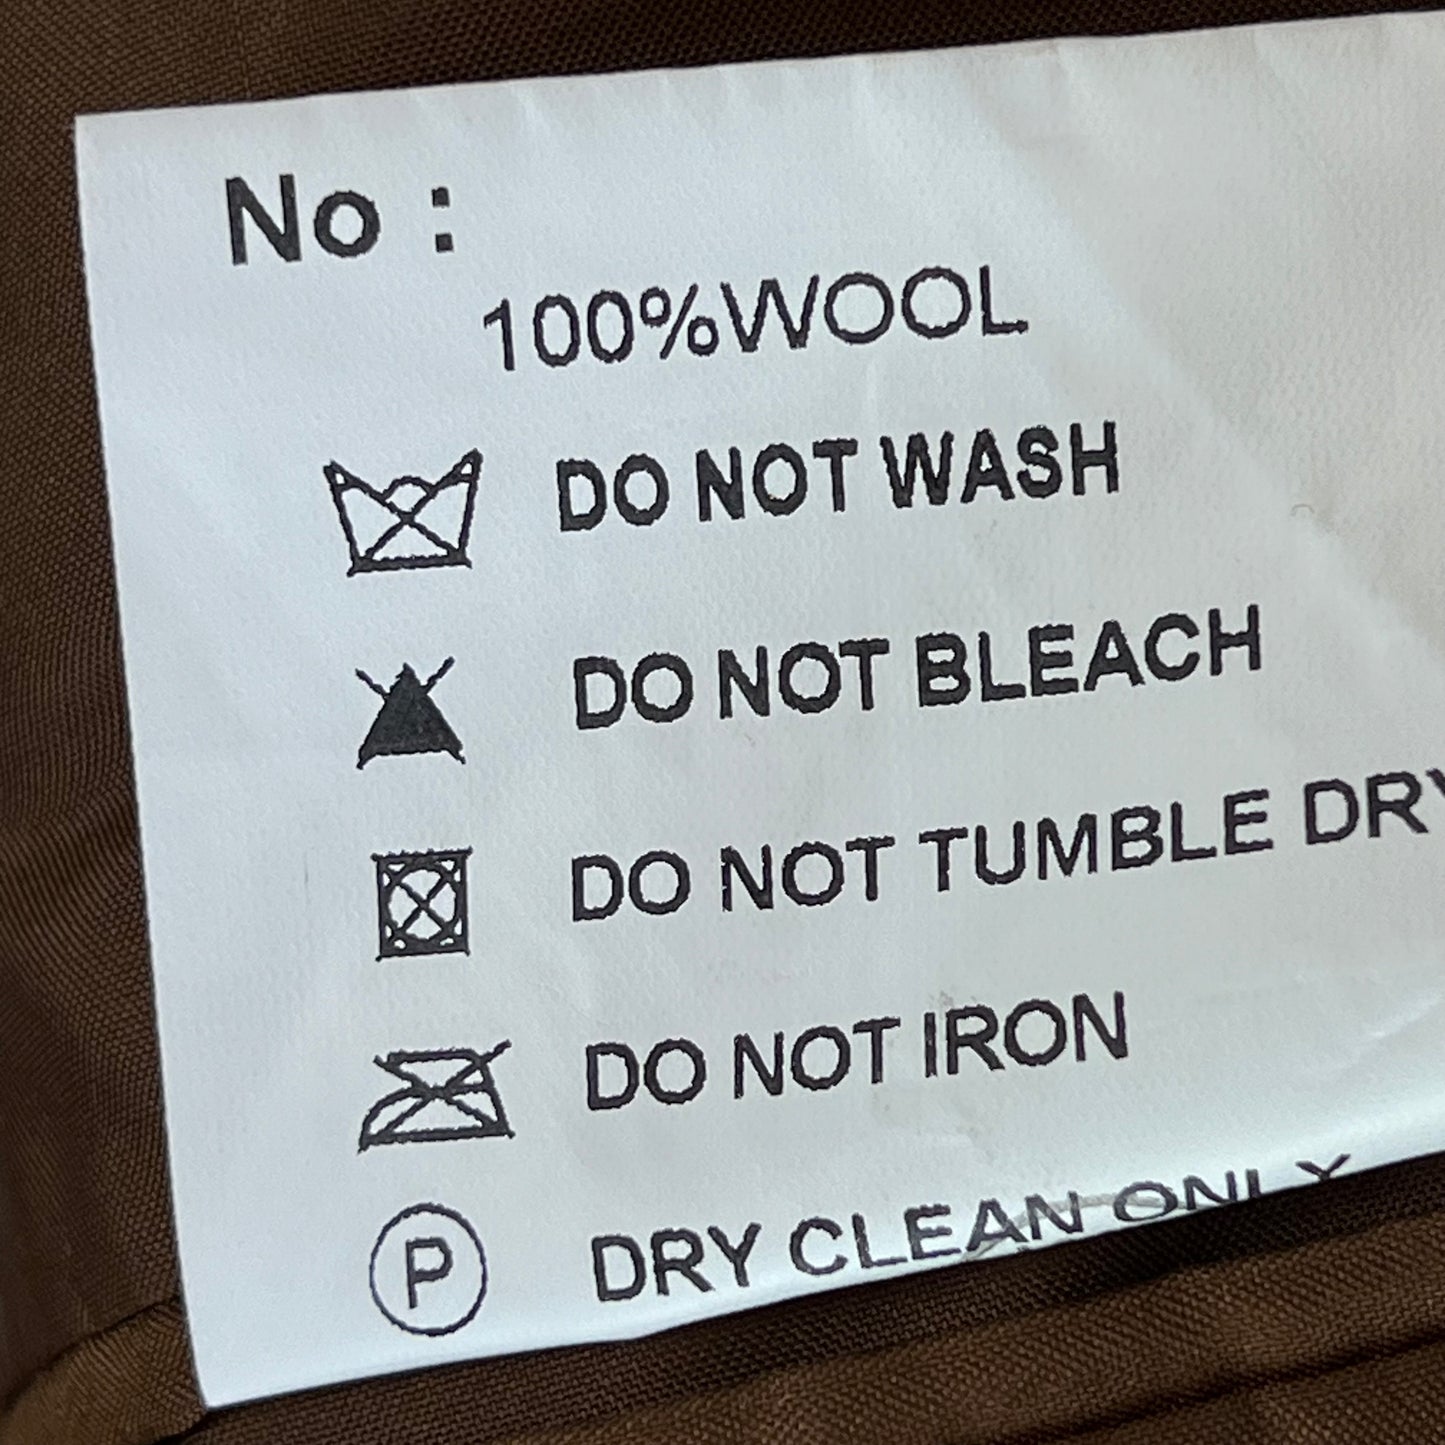 No :
100%WOOL
DO NOT WASH
DO NOT BLEACH
DO NOT TUMBLE DRY
DO NOT IRON
P DRY CLEAN ONLY